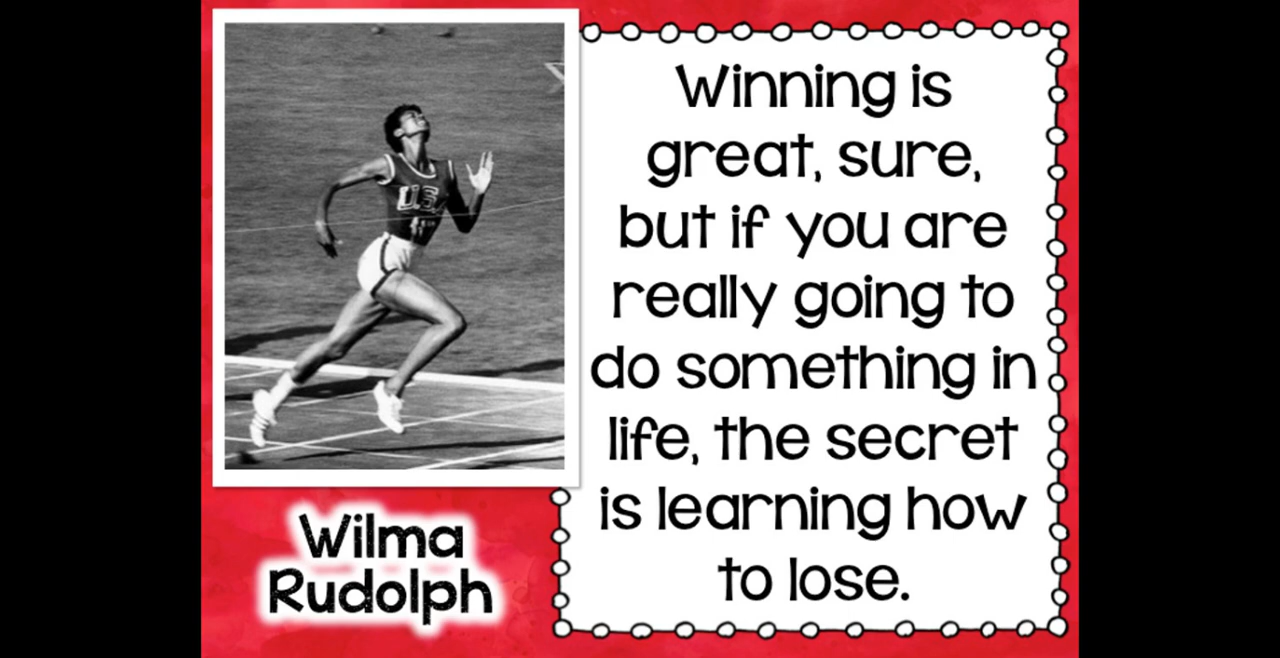 U.S.A.
Wilma
Rudolph
Winning is
great, sure,
but if you are
really going to
do something in
life, the secret
is learning how
to lose.